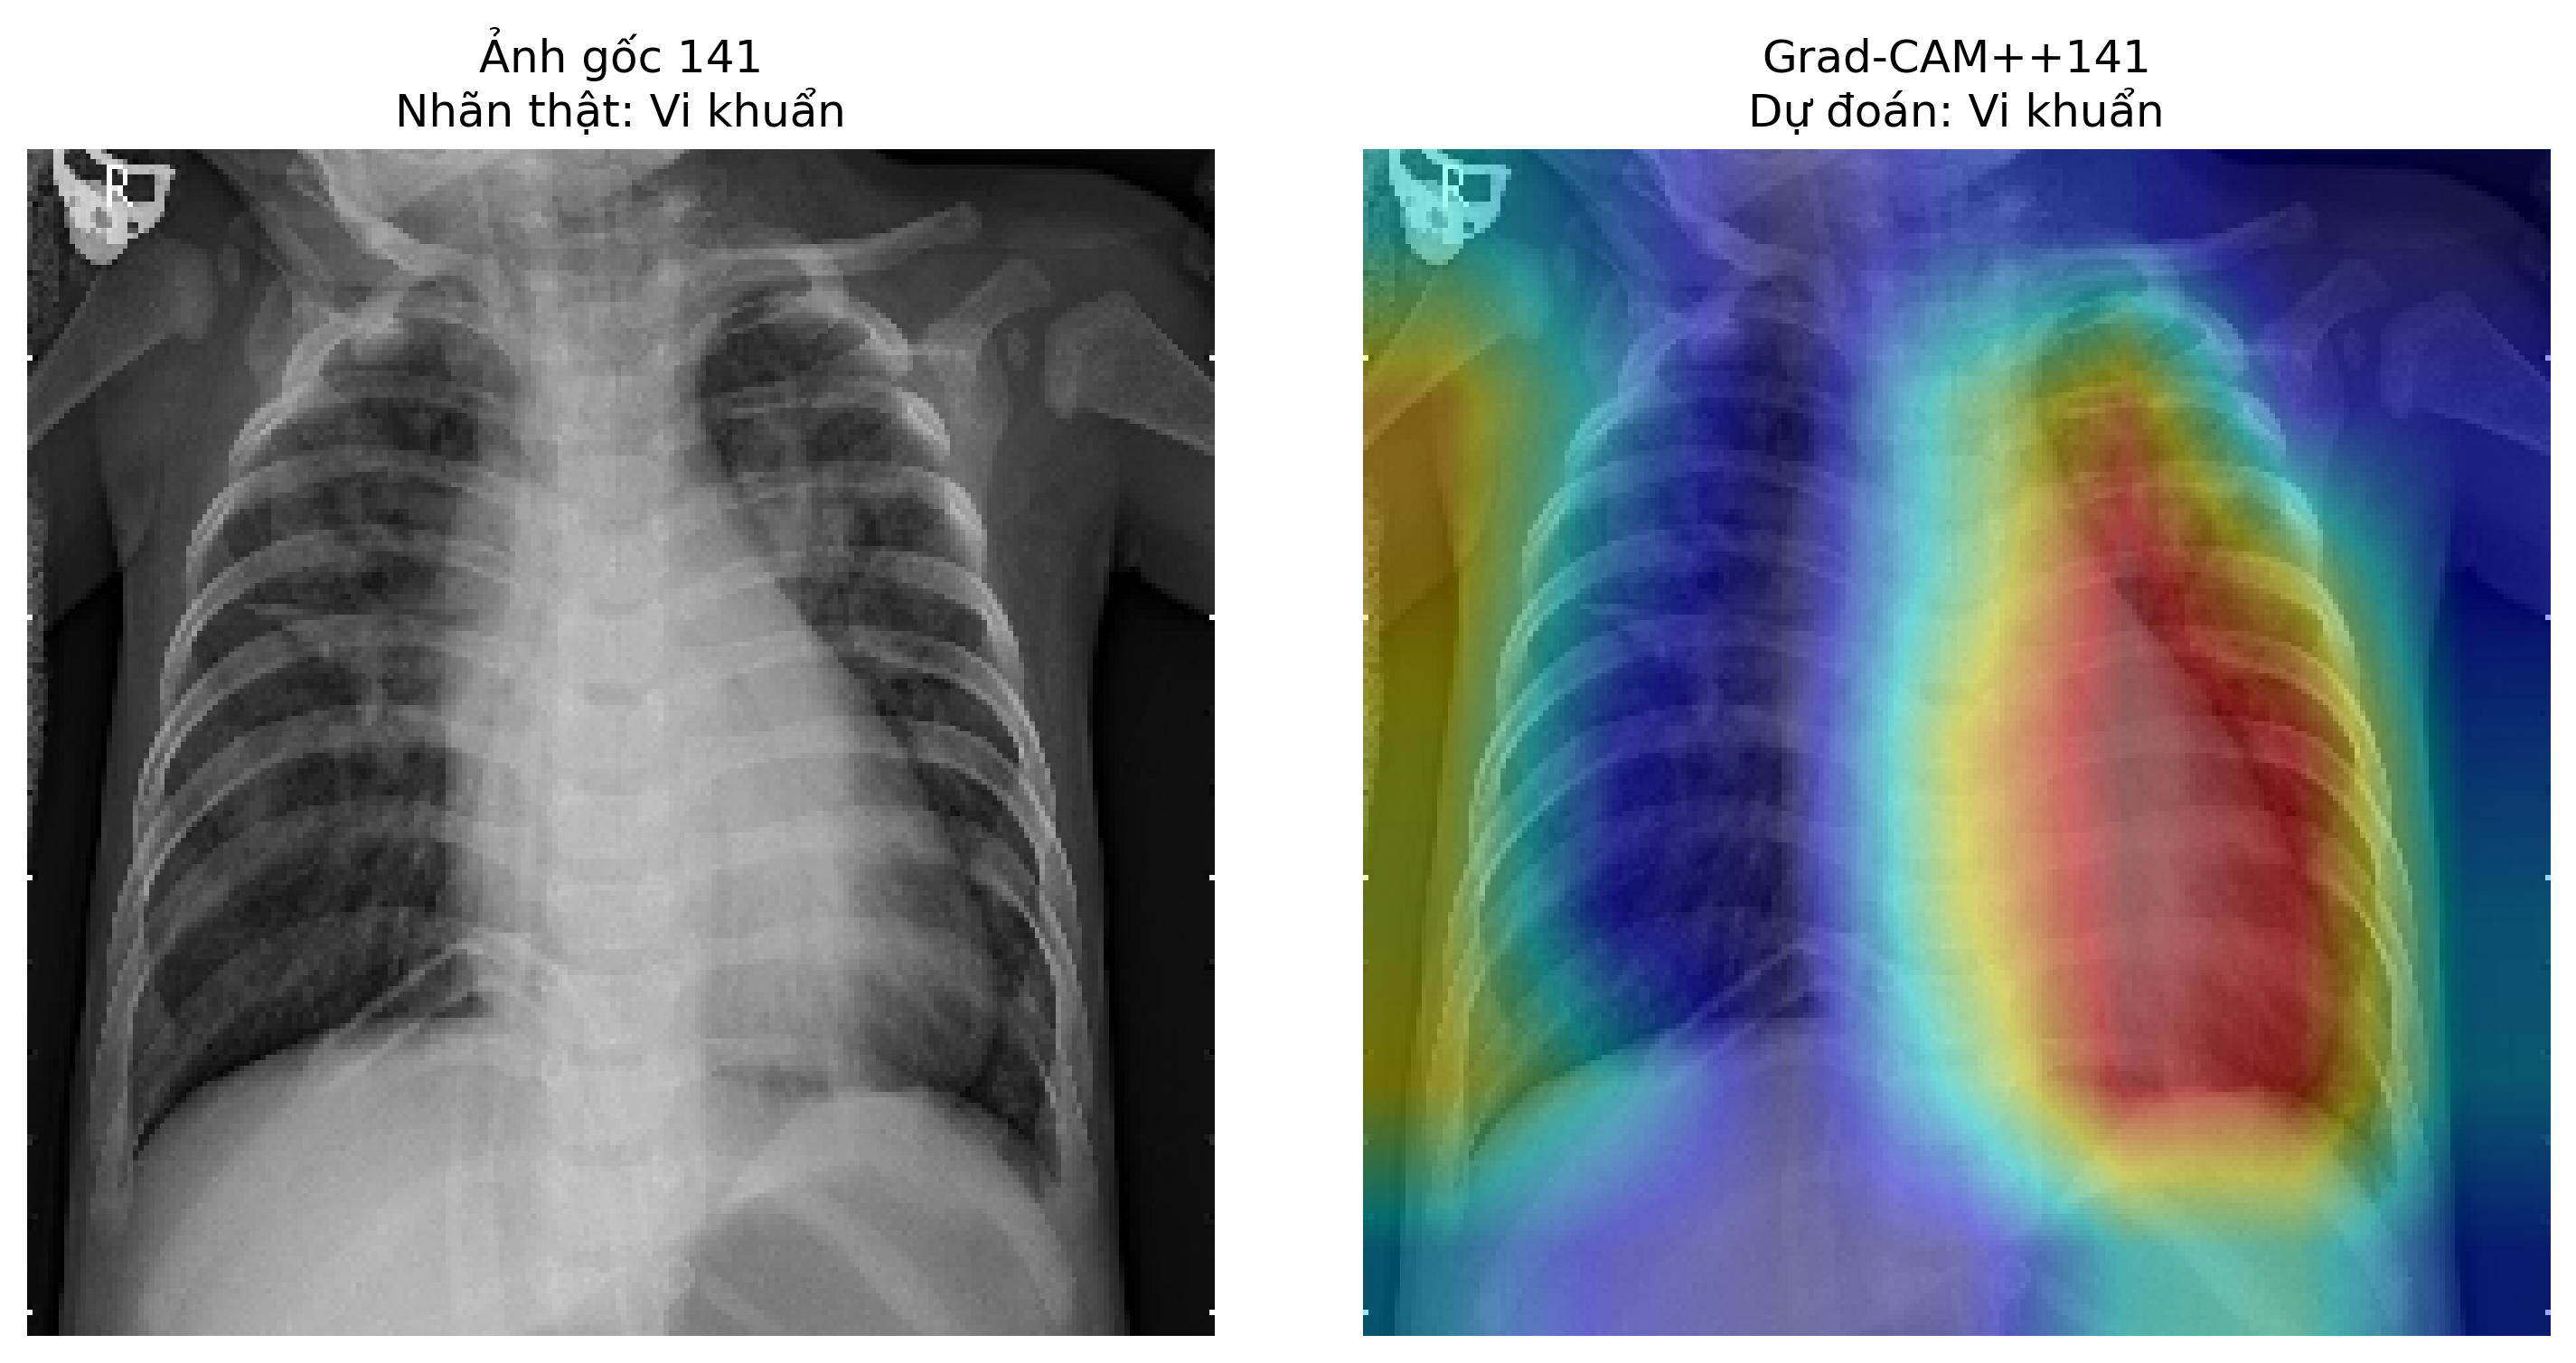 Ảnh gốc 141
Nhãn thật: Vi khuẩn
Grad-CAM++141
Dự đoán: Vi khuẩn